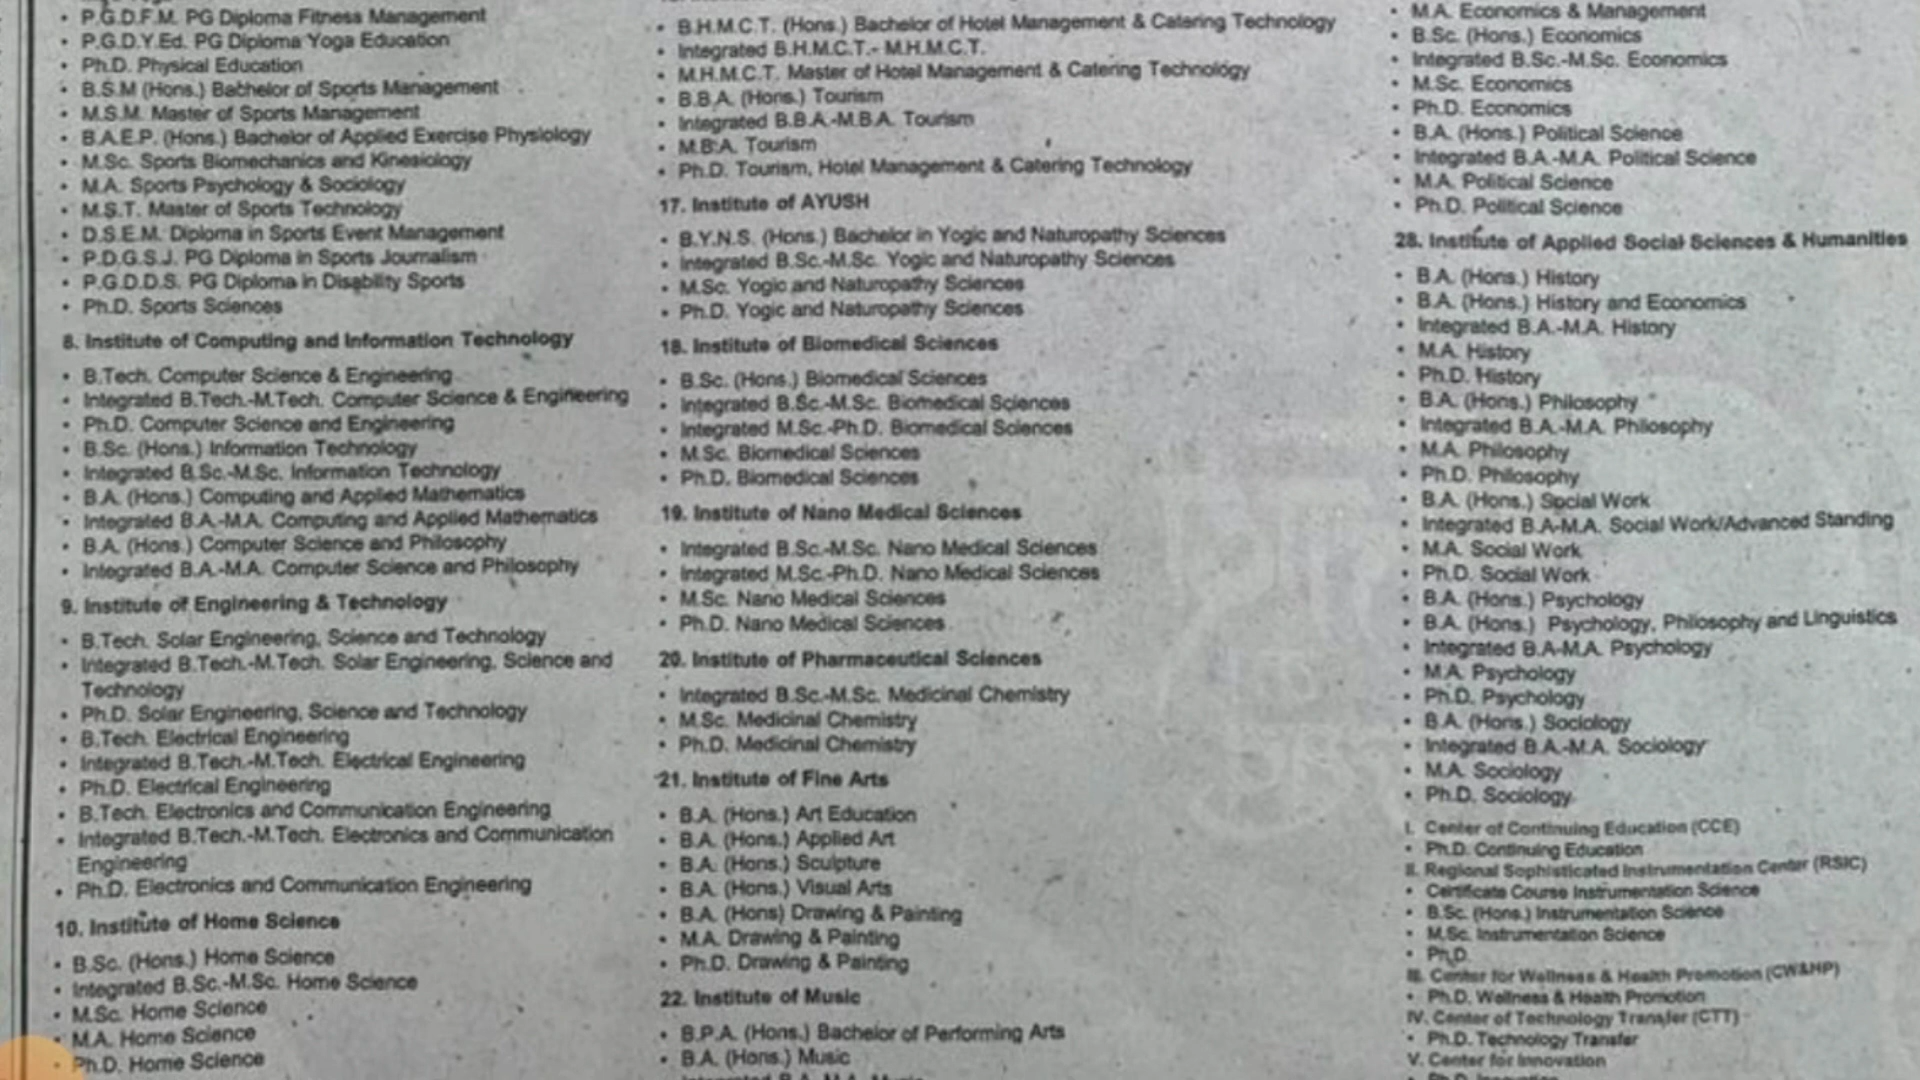 • P.G.D.F.M. PG Diploma Fitness Management
• P.G.D.Y.Ed. PG Diploma Yoga Education
• Ph.D. Physical Education
• B.S.M (Hons.) Bachelor of Sports Management
• M.S.M. Master of Sports Management
• B.A.E.P. (Hons.) Bachelor of Applied Exercise Physiology
• M.Sc. Sports Biomechanics and Kinesiology
• M.A. Sports Psychology & Sociology
• M.S.T. Master of Sports Technology
• D.S.E.M. Diploma in Sports Event Management
• P.D.G.S.J. PG Diploma in Sports Journalism
• P.G.D.D.S. PG Diploma in Disability Sports
• Ph.D. Sports Sciences
8. Institute of Computing and Information Technology
• B.Tech. Computer Science & Engineering
• Integrated B.Tech.-M.Tech. Computer Science & Engineering
• Ph.D. Computer Science and Engineering
• B.Sc. (Hons.) Information Technology
• Integrated B.Sc.-M.Sc. Information Technology
• B.A. (Hons.) Computing and Applied Mathematics
• Integrated B.A.-M.A. Computing and Applied Mathematics
• B.A. (Hons.) Computer Science and Philosophy
• Integrated B.A.-M.A. Computer Science and Philosophy
9. Institute of Engineering & Technology
• B.Tech. Solar Engineering, Science and Technology
• Integrated B.Tech.-M.Tech. Solar Engineering, Science and
Technology
• Ph.D. Solar Engineering, Science and Technology
• B.Tech. Electrical Engineering
• Integrated B.Tech.-M.Tech. Electrical Engineering
• Ph.D. Electrical Engineering
• B.Tech. Electronics and Communication Engineering
• Integrated B.Tech.-M.Tech. Electronics and Communication
Engineering
• Ph.D. Electronics and Communication Engineering
10. Institute of Home Science
• B.Sc. (Hons.) Home Science
• Integrated B.Sc.-M.Sc. Home Science
• M.Sc. Home Science
• M.A. Home Science
• Ph.D. Home Science
• B.H.M.C.T. (Hons.) Bachelor of Hotel Management & Catering Technology
• Integrated B.H.M.C.T.- M.H.M.C.T.
• M.H.M.C.T. Master of Hotel Management & Catering Technology
• B.B.A. (Hons.) Tourism
• Integrated B.B.A.-M.B.A. Tourism
• M.B.A. Tourism
• Ph.D. Tourism, Hotel Management & Catering Technology
17. Institute of AYUSH
• B.Y.N.S. (Hons.) Bachelor in Yogic and Naturopathy Sciences
• Integrated B.Sc.-M.Sc. Yogic and Naturopathy Sciences
• M.Sc. Yogic and Naturopathy Sciences
• Ph.D. Yogic and Naturopathy Sciences
18. Institute of Biomedical Sciences
• B.Sc. (Hons.) Biomedical Sciences
• Integrated B.Sc.-M.Sc. Biomedical Sciences
• Integrated M.Sc.-Ph.D. Biomedical Sciences
• M.Sc. Biomedical Sciences
• Ph.D. Biomedical Sciences
19. Institute of Nano Medical Sciences
• Integrated B.Sc.-M.Sc. Nano Medical Sciences
• Integrated M.Sc.-Ph.D. Nano Medical Sciences
• M.Sc. Nano Medical Sciences
• Ph.D. Nano Medical Sciences
20. Institute of Pharmaceutical Sciences
• Integrated B.Sc.-M.Sc. Medicinal Chemistry
• M.Sc. Medicinal Chemistry
• Ph.D. Medicinal Chemistry
21. Institute of Fine Arts
• B.A. (Hons.) Art Education
• B.A. (Hons.) Applied Art
• B.A. (Hons.) Sculpture
• B.A. (Hons.) Visual Arts
• B.A. (Hons) Drawing & Painting
• M.A. Drawing & Painting
• Ph.D. Drawing & Painting
22. Institute of Music
• B.P.A. (Hons.) Bachelor of Performing Arts
• B.A. (Hons.) Music
• M.A. Economics & Management
• B.Sc. (Hons.) Economics
• Integrated B.Sc.-M.Sc. Economics
• M.Sc. Economics
• Ph.D. Economics
• B.A. (Hons.) Political Science
• Integrated B.A.-M.A. Political Science
• M.A. Political Science
• Ph.D. Political Science
28. Institute of Applied Social Sciences & Humanities
• B.A. (Hons.) History
• B.A. (Hons.) History and Economics
• Integrated B.A.-M.A. History
• M.A. History
• Ph.D. History
• B.A. (Hons.) Philosophy
• Integrated B.A.-M.A. Philosophy
• M.A. Philosophy
• Ph.D. Philosophy
• B.A. (Hons.) Social Work
• Integrated B.A-M.A. Social Work/Advanced Standing
• M.A. Social Work
• Ph.D. Social Work
• B.A. (Hons.) Psychology
• B.A. (Hons.) Psychology, Philosophy and Linguistics
• Integrated B.A-M.A. Psychology
• M.A. Psychology
• Ph.D. Psychology
• B.A. (Hons.) Sociology
• Integrated B.A.-M.A. Sociology
• M.A. Sociology
• Ph.D. Sociology
I. Center of Continuing Education (CCE)
• Ph.D. Continuing Education
II. Regional Sophisticated Instrumentation Center (RSIC)
• Certificate Course Instrumentation Science
• B.Sc. (Hons.) Instrumentation Science
• M.Sc. Instrumentation Science
• Ph.D.
III. Center for Wellness & Health Promotion (CW&HP)
• Ph.D. Wellness & Health Promotion
IV. Center of Technology Transfer (CTT)
• Ph.D. Technology Transfer
V. Center for Innovation